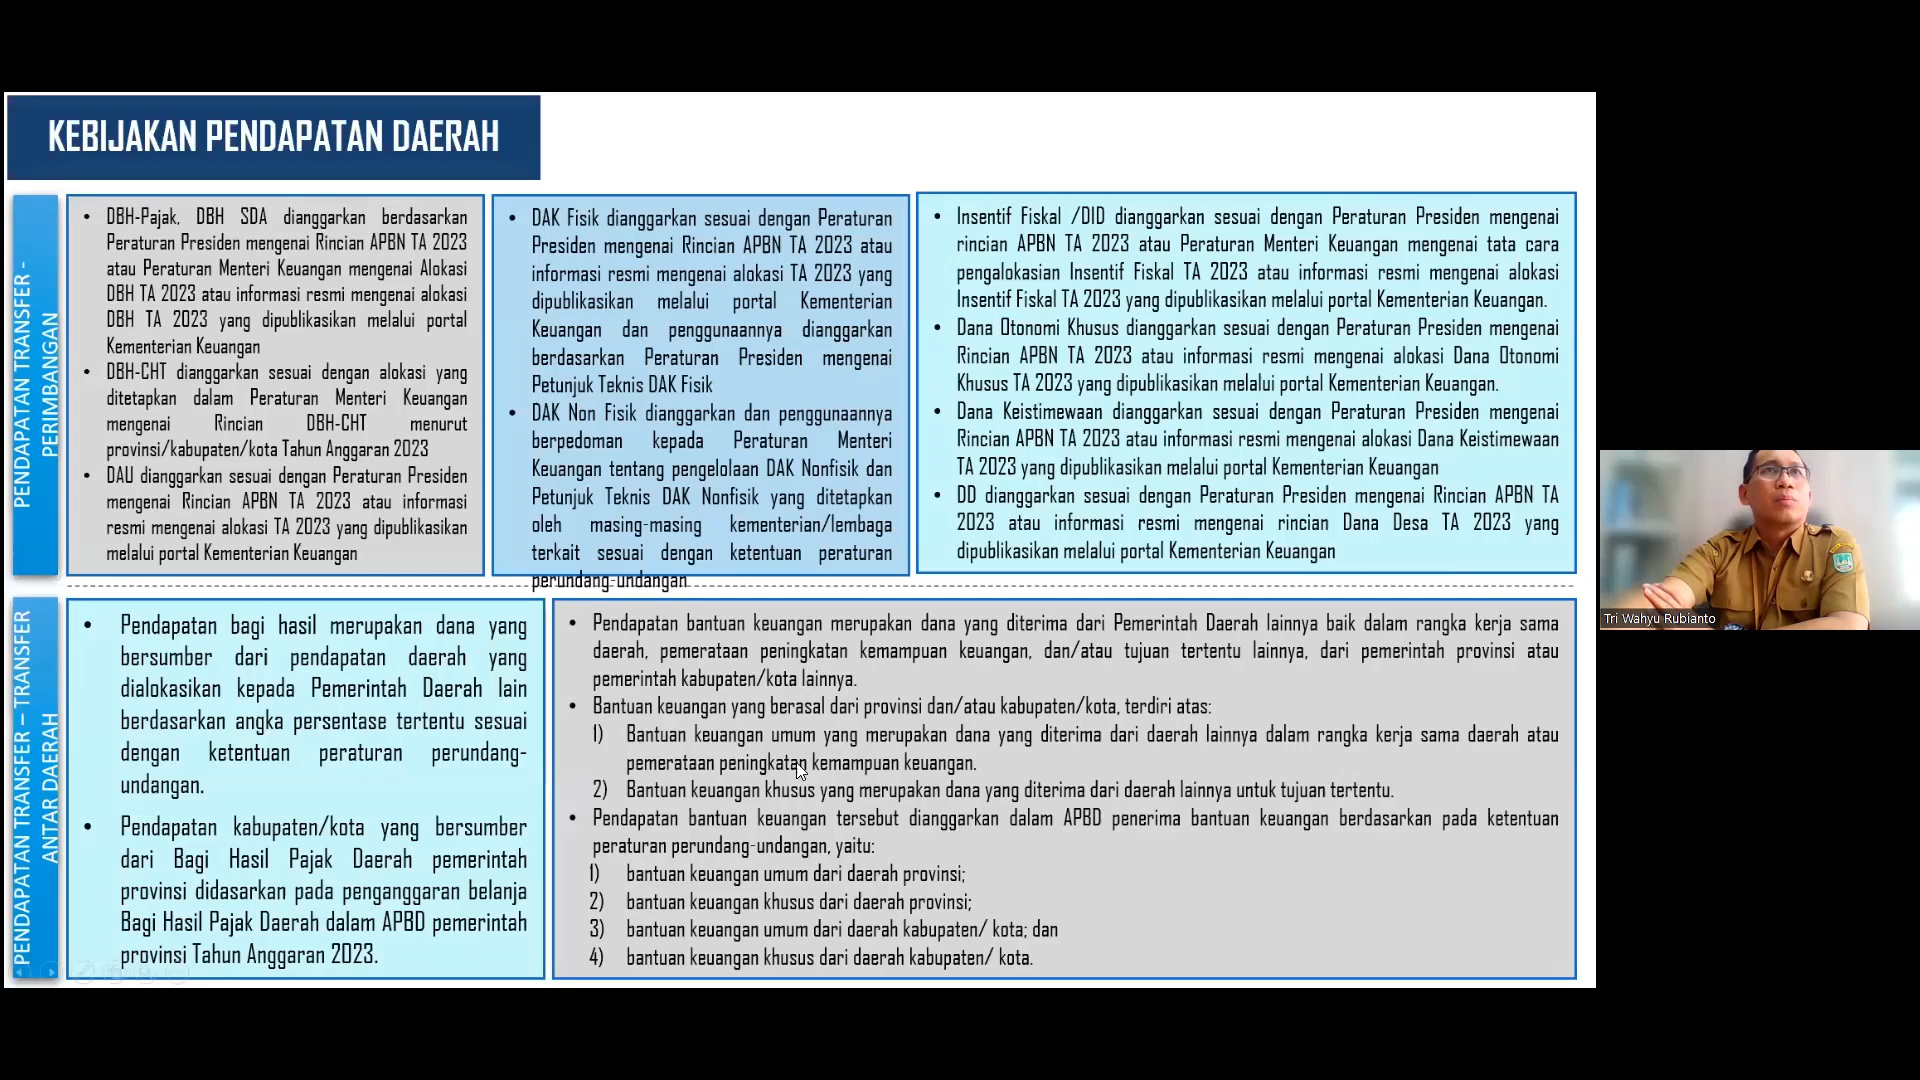 KEBIJAKAN PENDAPATAN DAERAH
PENDAPATAN TRANSFER -
PERIMBANGAN
• DBH-Pajak, DBH SDA dianggarkan berdasarkan
Peraturan Presiden mengenai Rincian APBN TA 2023
atau Peraturan Menteri Keuangan mengenai Alokasi
DBH TA 2023 atau informasi resmi mengenai alokasi
DBH TA 2023 yang dipublikasikan melalui portal
Kementerian Keuangan
• DBH-CHT dianggarkan sesuai dengan alokasi yang
ditetapkan dalam Peraturan Menteri Keuangan
mengenai Rincian DBH-CHT menurut
provinsi/kabupaten/kota Tahun Anggaran 2023
• DAU dianggarkan sesuai dengan Peraturan Presiden
mengenai Rincian APBN TA 2023 atau informasi
resmi mengenai alokasi TA 2023 yang dipublikasikan
melalui portal Kementerian Keuangan
• DAK Fisik dianggarkan sesuai dengan Peraturan
Presiden mengenai Rincian APBN TA 2023 atau
informasi resmi mengenai alokasi TA 2023 yang
dipublikasikan melalui portal Kementerian
Keuangan dan penggunaannya dianggarkan
berdasarkan Peraturan Presiden mengenai
Petunjuk Teknis DAK Fisik
• DAK Non Fisik dianggarkan dan penggunaannya
berpedoman kepada Peraturan Menteri
Keuangan tentang pengelolaan DAK Nonfisik dan
Petunjuk Teknis DAK Nonfisik yang ditetapkan
oleh masing-masing kementerian/lembaga
terkait sesuai dengan ketentuan peraturan
perundang-undangan
• Insentif Fiskal /DID dianggarkan sesuai dengan Peraturan Presiden mengenai
rincian APBN TA 2023 atau Peraturan Menteri Keuangan mengenai tata cara
pengalokasian Insentif Fiskal TA 2023 atau informasi resmi mengenai alokasi
Insentif Fiskal TA 2023 yang dipublikasikan melalui portal Kementerian Keuangan.
• Dana Otonomi Khusus dianggarkan sesuai dengan Peraturan Presiden mengenai
Rincian APBN TA 2023 atau informasi resmi mengenai alokasi Dana Otonomi
Khusus TA 2023 yang dipublikasikan melalui portal Kementerian Keuangan.
• Dana Keistimewaan dianggarkan sesuai dengan Peraturan Presiden mengenai
Rincian APBN TA 2023 atau informasi resmi mengenai alokasi Dana Keistimewaan
TA 2023 yang dipublikasikan melalui portal Kementerian Keuangan
• DD dianggarkan sesuai dengan Peraturan Presiden mengenai Rincian APBN TA
2023 atau informasi resmi mengenai rincian Dana Desa TA 2023 yang
dipublikasikan melalui portal Kementerian Keuangan
PENDAPATAN TRANSFER – TRANSFER
ANTAR DAERAH
• Pendapatan bagi hasil merupakan dana yang
bersumber dari pendapatan daerah yang
dialokasikan kepada Pemerintah Daerah lain
berdasarkan angka persentase tertentu sesuai
dengan ketentuan peraturan perundang-
undangan.
• Pendapatan kabupaten/kota yang bersumber
dari Bagi Hasil Pajak Daerah pemerintah
provinsi didasarkan pada penganggaran belanja
Bagi Hasil Pajak Daerah dalam APBD pemerintah
provinsi Tahun Anggaran 2023.
• Pendapatan bantuan keuangan merupakan dana yang diterima dari Pemerintah Daerah lainnya baik dalam rangka kerja sama
daerah, pemerataan peningkatan kemampuan keuangan, dan/atau tujuan tertentu lainnya, dari pemerintah provinsi atau
pemerintah kabupaten/kota lainnya.
• Bantuan keuangan yang berasal dari provinsi dan/atau kabupaten/kota, terdiri atas:
1) Bantuan keuangan umum yang merupakan dana yang diterima dari daerah lainnya dalam rangka kerja sama daerah atau
pemerataan peningkatan kemampuan keuangan.
2) Bantuan keuangan khusus yang merupakan dana yang diterima dari daerah lainnya untuk tujuan tertentu.
• Pendapatan bantuan keuangan tersebut dianggarkan dalam APBD penerima bantuan keuangan berdasarkan pada ketentuan
peraturan perundang-undangan, yaitu:
1) bantuan keuangan umum dari daerah provinsi;
2) bantuan keuangan khusus dari daerah provinsi;
3) bantuan keuangan umum dari daerah kabupaten/ kota; dan
4) bantuan keuangan khusus dari daerah kabupaten/ kota.
Tri Wahyu Rubianto